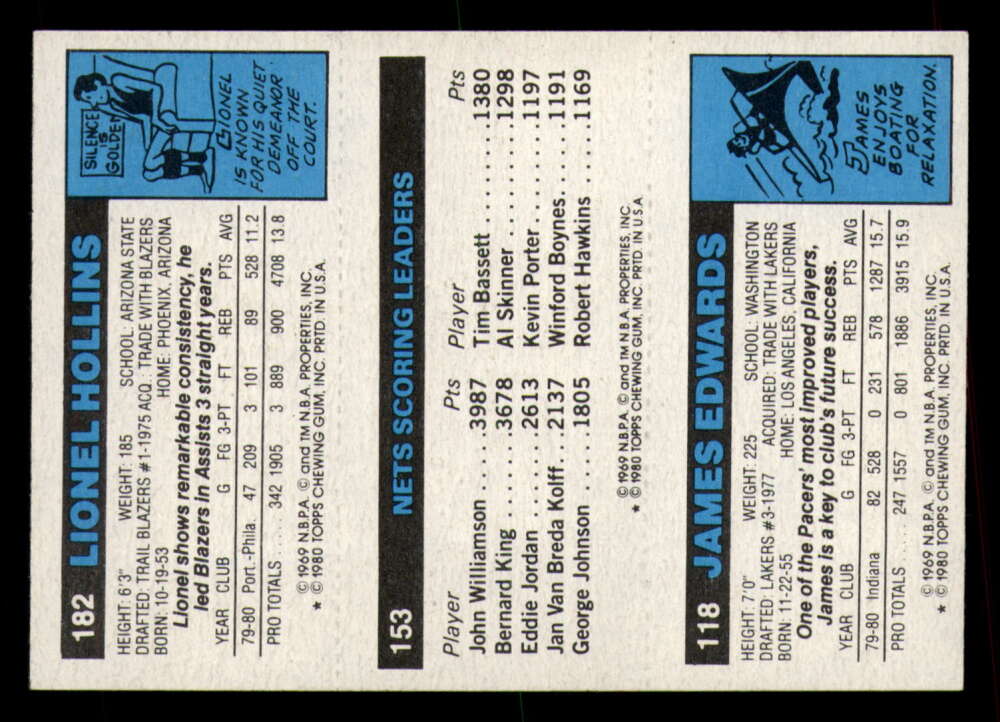 182 LIONEL HOLLINS
HEIGHT: 6'3" WEIGHT: 185 SCHOOL: ARIZONA STATE
DRAFTED: TRAIL BLAZERS #1-1975 ACQ. TRADE WITH BLAZERS
BORN: 10-19-53 HOME: PHOENIX, ARIZONA
Lionel shows remarkable consistency, he
led Blazers in Assists 3 straight years.
YEAR CLUB G FG 3-PT FT REB PTS AVG
79-80 Port.-Phila. 47 209 3 101 89 528 11.2
PRO TOTALS..... 342 1905 3 889 900 4708 13.8
© 1969 N.B.P.A. © and TM N.B.A. PROPERTIES, INC.
★ © 1980 TOPPS CHEWING GUM, INC. PRTD. IN U.S.A.
SILENCE
IS
GOLDEN
LIONEL
IS KNOWN
FOR HIS QUIET
DEMEANOR
OFF THE
COURT.
153 NETS SCORING LEADERS
Player Pts Player Pts
John Williamson ....3987 Tim Bassett ........1380
Bernard King .......3678 Al Skinner .........1298
Eddie Jordan .......2613 Kevin Porter........1197
Jan Van Breda Kolff ..2137 Winford Boynes......1191
George Johnson .....1805 Robert Hawkins .....1169
© 1969 N.B.P.A. © and TM N.B.A. PROPERTIES, INC.
★ © 1980 TOPPS CHEWING GUM, INC. PRTD. IN U.S.A.
118 JAMES EDWARDS
HEIGHT: 7'0" WEIGHT: 225 SCHOOL: WASHINGTON
DRAFTED: LAKERS #3-1977 ACQUIRED: TRADE WITH LAKERS
BORN: 11-22-55 HOME: LOS ANGELES, CALIFORNIA
One of the Pacers' most improved players,
James is a key to club's future success.
YEAR CLUB G FG 3-PT FT REB PTS AVG
79-80 Indiana 82 528 0 231 578 1287 15.7
PRO TOTALS ..... 247 1557 0 801 1886 3915 15.9
© 1969 N.B.P.A. © and TM N.B.A. PROPERTIES, INC.
★ © 1980 TOPPS CHEWING GUM, INC. PRTD. IN U.S.A.
JAMES
ENJOYS
BOATING
FOR
RELAXATION.